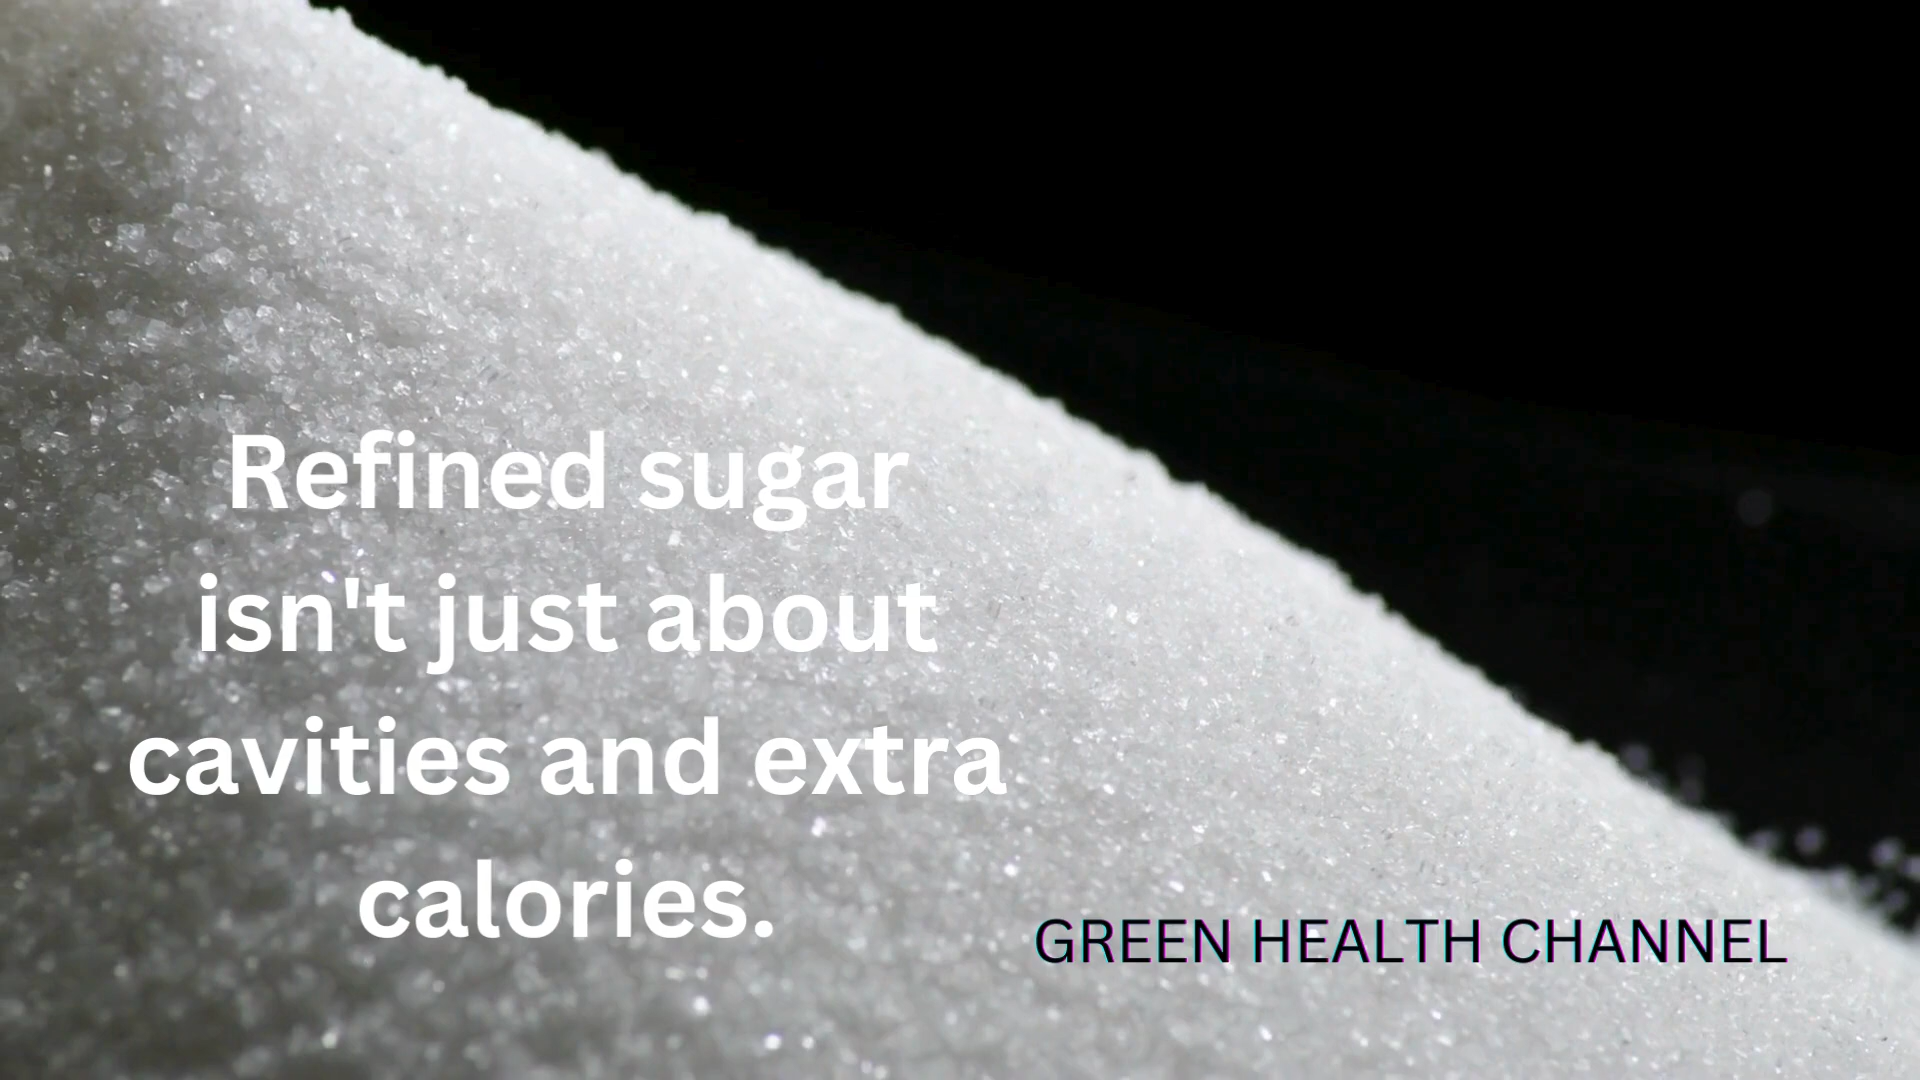 Refined sugar
isn't just about
cavities and extra
calories.
GREEN HEALTH CHANNEL